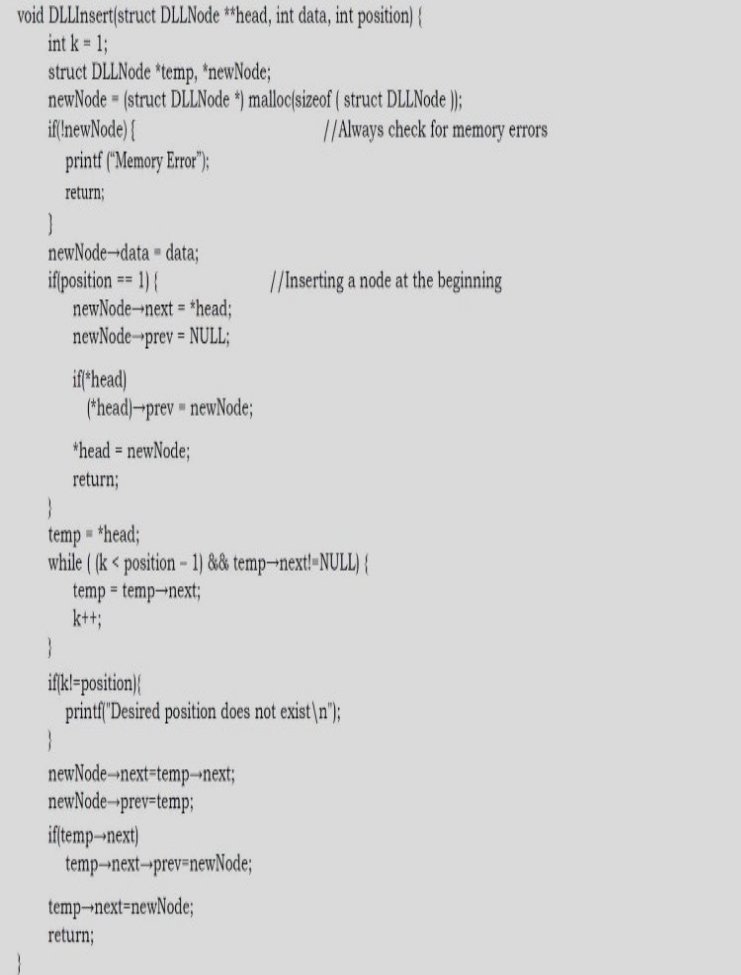 void DLLInsert(struct DLLNode **head, int data, int position) {
int k = 1;
struct DLLNode *temp, *newNode;
newNode = (struct DLLNode *) malloc(sizeof ( struct DLLNode ));
if(!newNode) { //Always check for memory errors
printf ("Memory Error");
return;
}
newNode→data = data;
if(position == 1) { //Inserting a node at the beginning
newNode→next = *head;
newNode→prev = NULL;
if(*head)
(*head)→prev = newNode;
*head = newNode;
return;
}
temp = *head;
while ( (k < position – 1) && temp→next!=NULL) {
temp = temp→next;
k++;
}
if(k!=position){
printf("Desired position does not exist\n");
}
newNode→next=temp→next;
newNode→prev=temp;
if(temp→next)
temp→next→prev=newNode;
temp→next=newNode;
return;
}